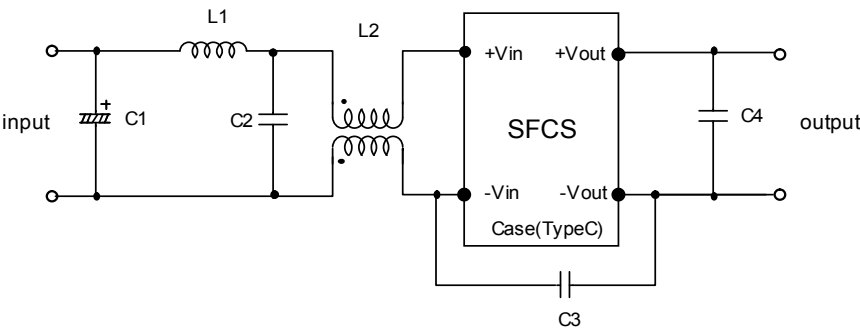 L1
L2
+Vin
+Vout
+
input
C1
C2
SFCS
C4
output
-Vin
-Vout
Case(TypeC)
C3